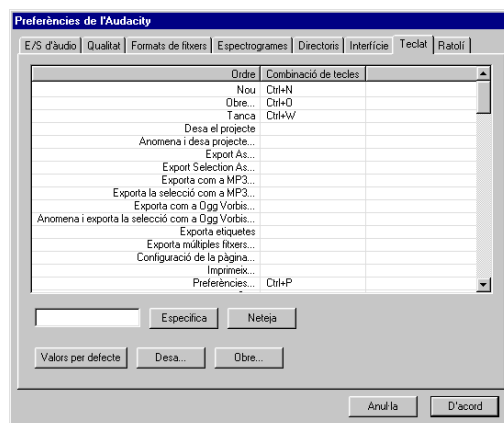 Preferències de l'Audacity
E/S d'àudio Qualitat Formats de fitxers Espectrogrames Directoris Interfície Teclat Ratolí
Ordre Combinació de tecles
Nou Ctrl+N
Obre... Ctrl+O
Tanca Ctrl+W
Desa el projecte
Anomena i desa projecte...
Export As...
Export Selection As...
Exporta com a MP3...
Exporta la selecció com a MP3...
Exporta com a Ogg Vorbis...
Anomena i exporta la selecció com a Ogg Vorbis...
Exporta etiquetes
Exporta múltiples fitxers...
Configuració de la pàgina...
Imprimeix...
Preferències... Ctrl+P
Especifica Neteja
Valors per defecte Desa... Obre...
Anul·la D'acord